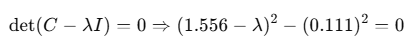 det(C − λI) = 0 ⇒ (1.556 − λ)² − (0.111)² = 0